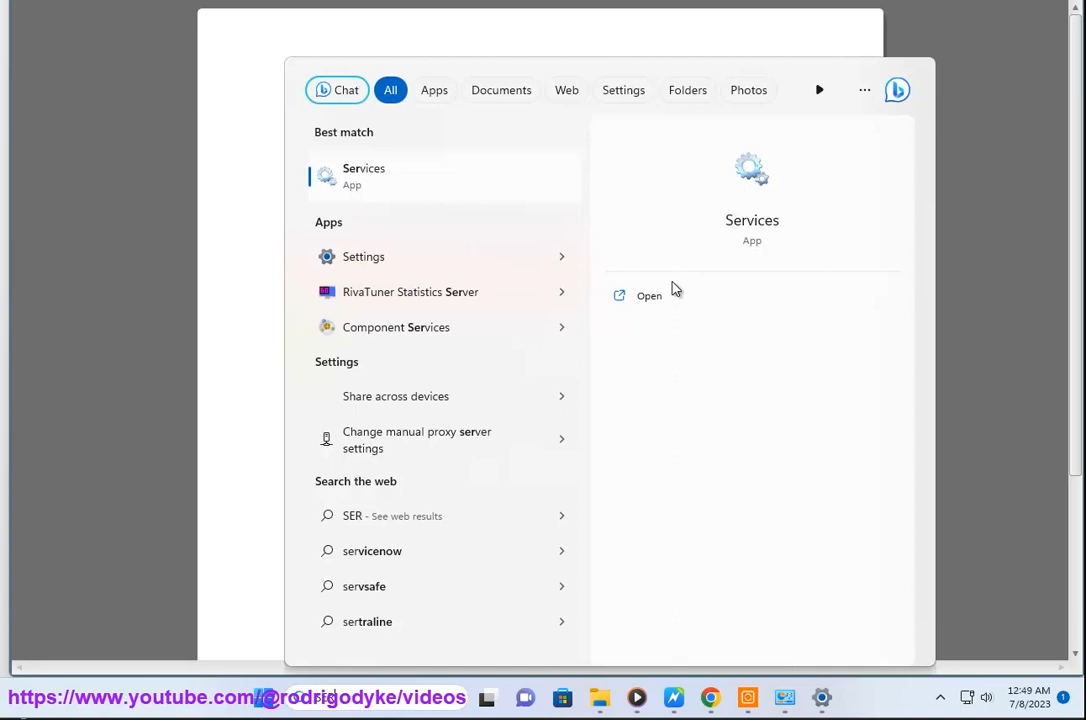 Chat All Apps Documents Web Settings Folders Photos ...
Best match
Services
App
Apps
Settings
RivaTuner Statistics Server
Component Services
Settings
Share across devices
Change manual proxy server
settings
Search the web
SER - See web results
servicenow
servsafe
sertraline
Services
App
Open
https://www.youtube.com/@rodrigodyke/videos
12:49 AM
7/8/2023
1